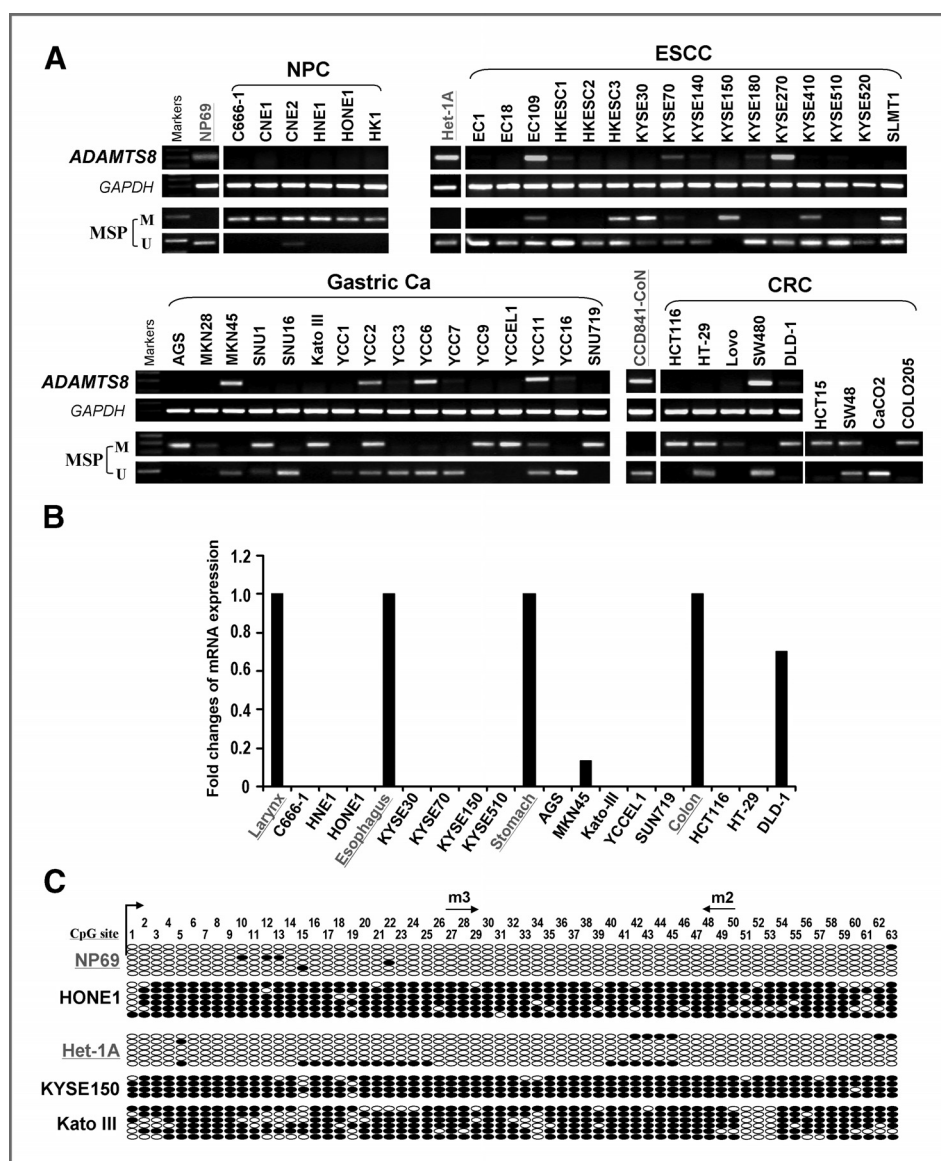 A
NPC
ESCC
Markers NP69 C666-1 CNE1 CNE2 HNE1 HONE1 HK1 Het-1A EC1 EC18 EC109 HKESC1 HKESC2 HKESC3 KYSE30 KYSE70 KYSE140 KYSE150 KYSE180 KYSE270 KYSE410 KYSE510 KYSE520 SLMT1
ADAMTS8
GAPDH
MSP M
U
Gastric Ca
CRC
Markers AGS MKN28 MKN45 SNU1 SNU16 Kato III YCC1 YCC2 YCC3 YCC6 YCC7 YCC9 YCCEL1 YCC11 YCC16 SNU719 CCD841-CoN HCT116 HT-29 Lovo SW480 DLD-1
HCT15 SW48 CaCO2 COLO205
ADAMTS8
GAPDH
MSP M
U
B
Fold changes of mRNA expression
1.2
1.0
0.8
0.6
0.4
0.2
0
Larynx C666-1 HNE1 HONE1 Esophagus KYSE30 KYSE70 KYSE150 KYSE510 Stomach AGS MKN45 Kato-III YCCEL1 SUN719 Colon HCT116 HT-29 DLD-1
C
m3 m2
2 4 6 8 10 12 14 16 18 20 22 24 26 28 30 32 34 36 38 40 42 44 46 48 50 52 54 56 58 60 62
CpG site 1 3 5 7 9 11 13 15 17 19 21 23 25 27 29 31 33 35 37 39 41 43 45 47 49 51 53 55 57 59 61 63
NP69
HONE1
Het-1A
KYSE150
Kato III